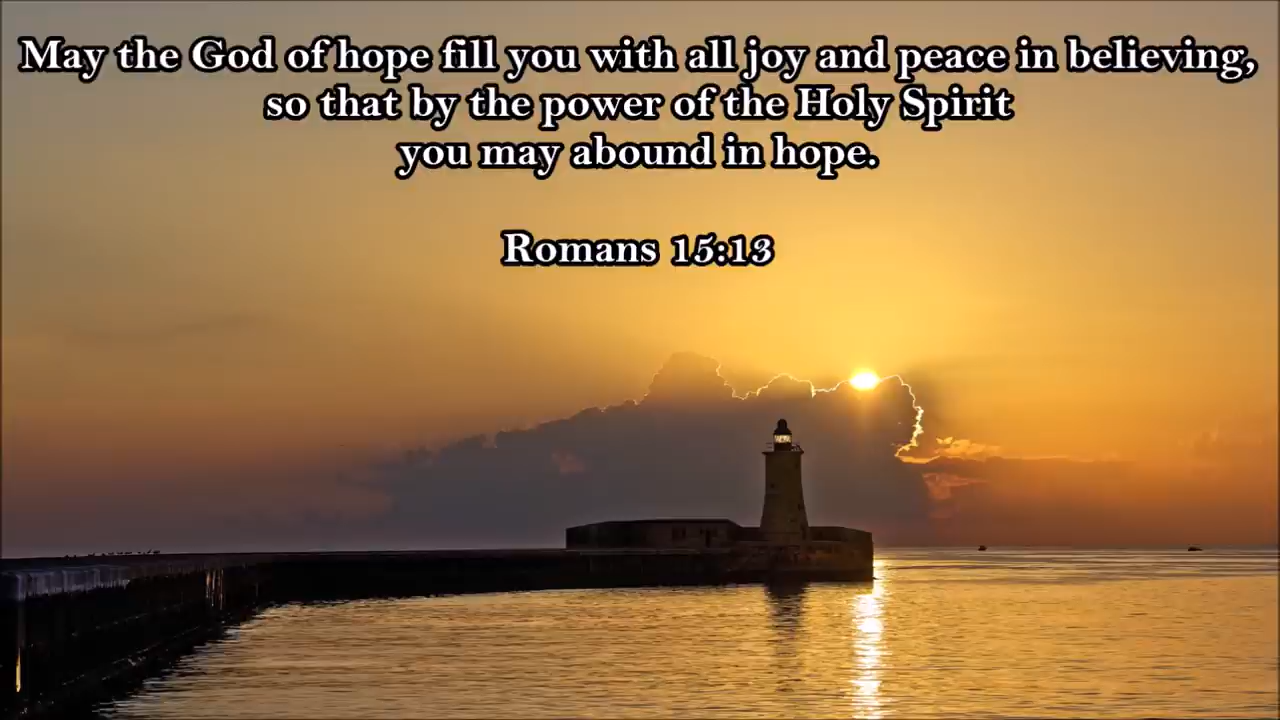 May the God of hope fill you with all joy and peace in believing,
so that by the power of the Holy Spirit
you may abound in hope.
Romans 15:13